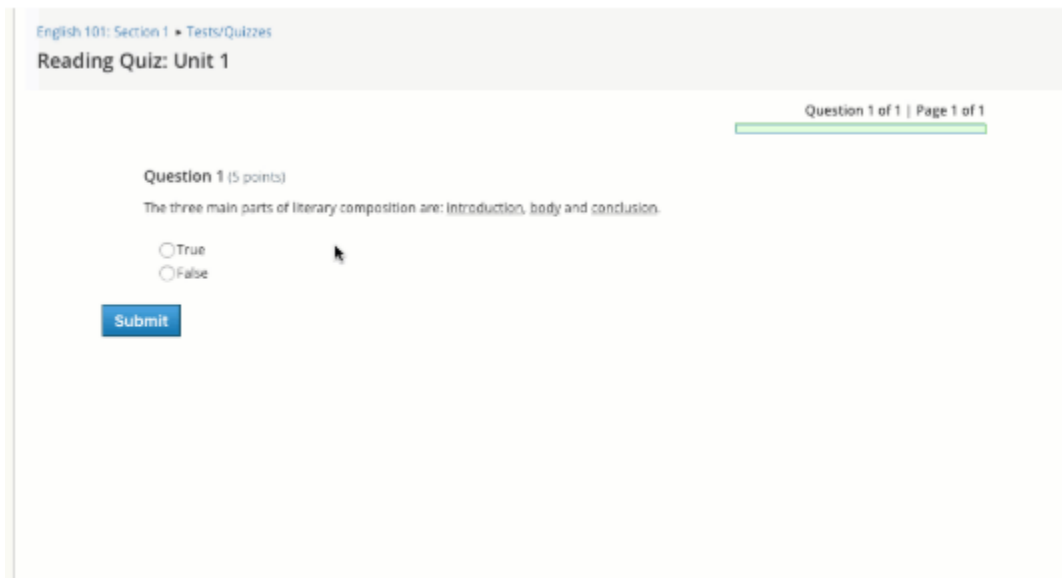 English 101: Section 1 ▸ Tests/Quizzes
Reading Quiz: Unit 1
Question 1 of 1 | Page 1 of 1
Question 1 (5 points)
The three main parts of literary composition are: introduction, body and conclusion.
True
False
Submit